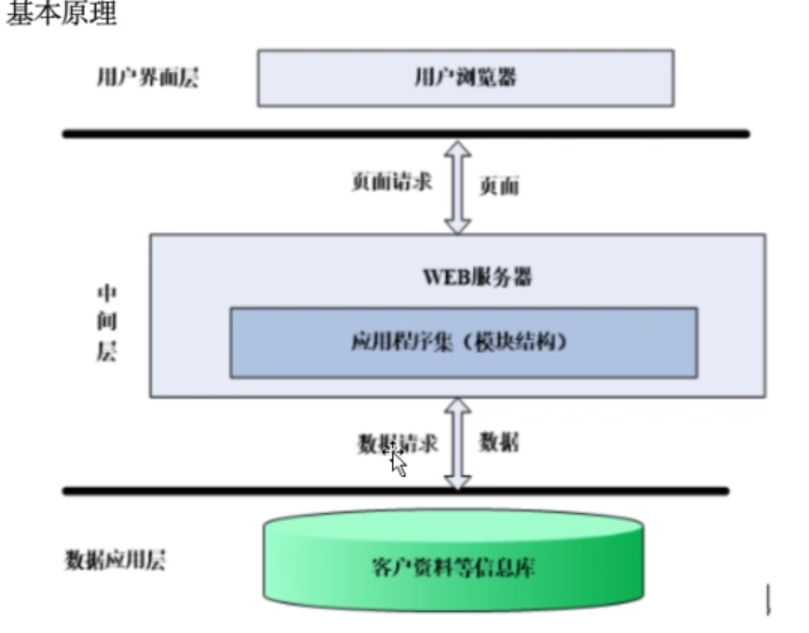 基本原理
用户界面层
用户浏览器
页面请求
页面
WEB服务器
中间层
应用程序集（模块结构）
数据请求
数据
数据应用层
客户资料等信息库